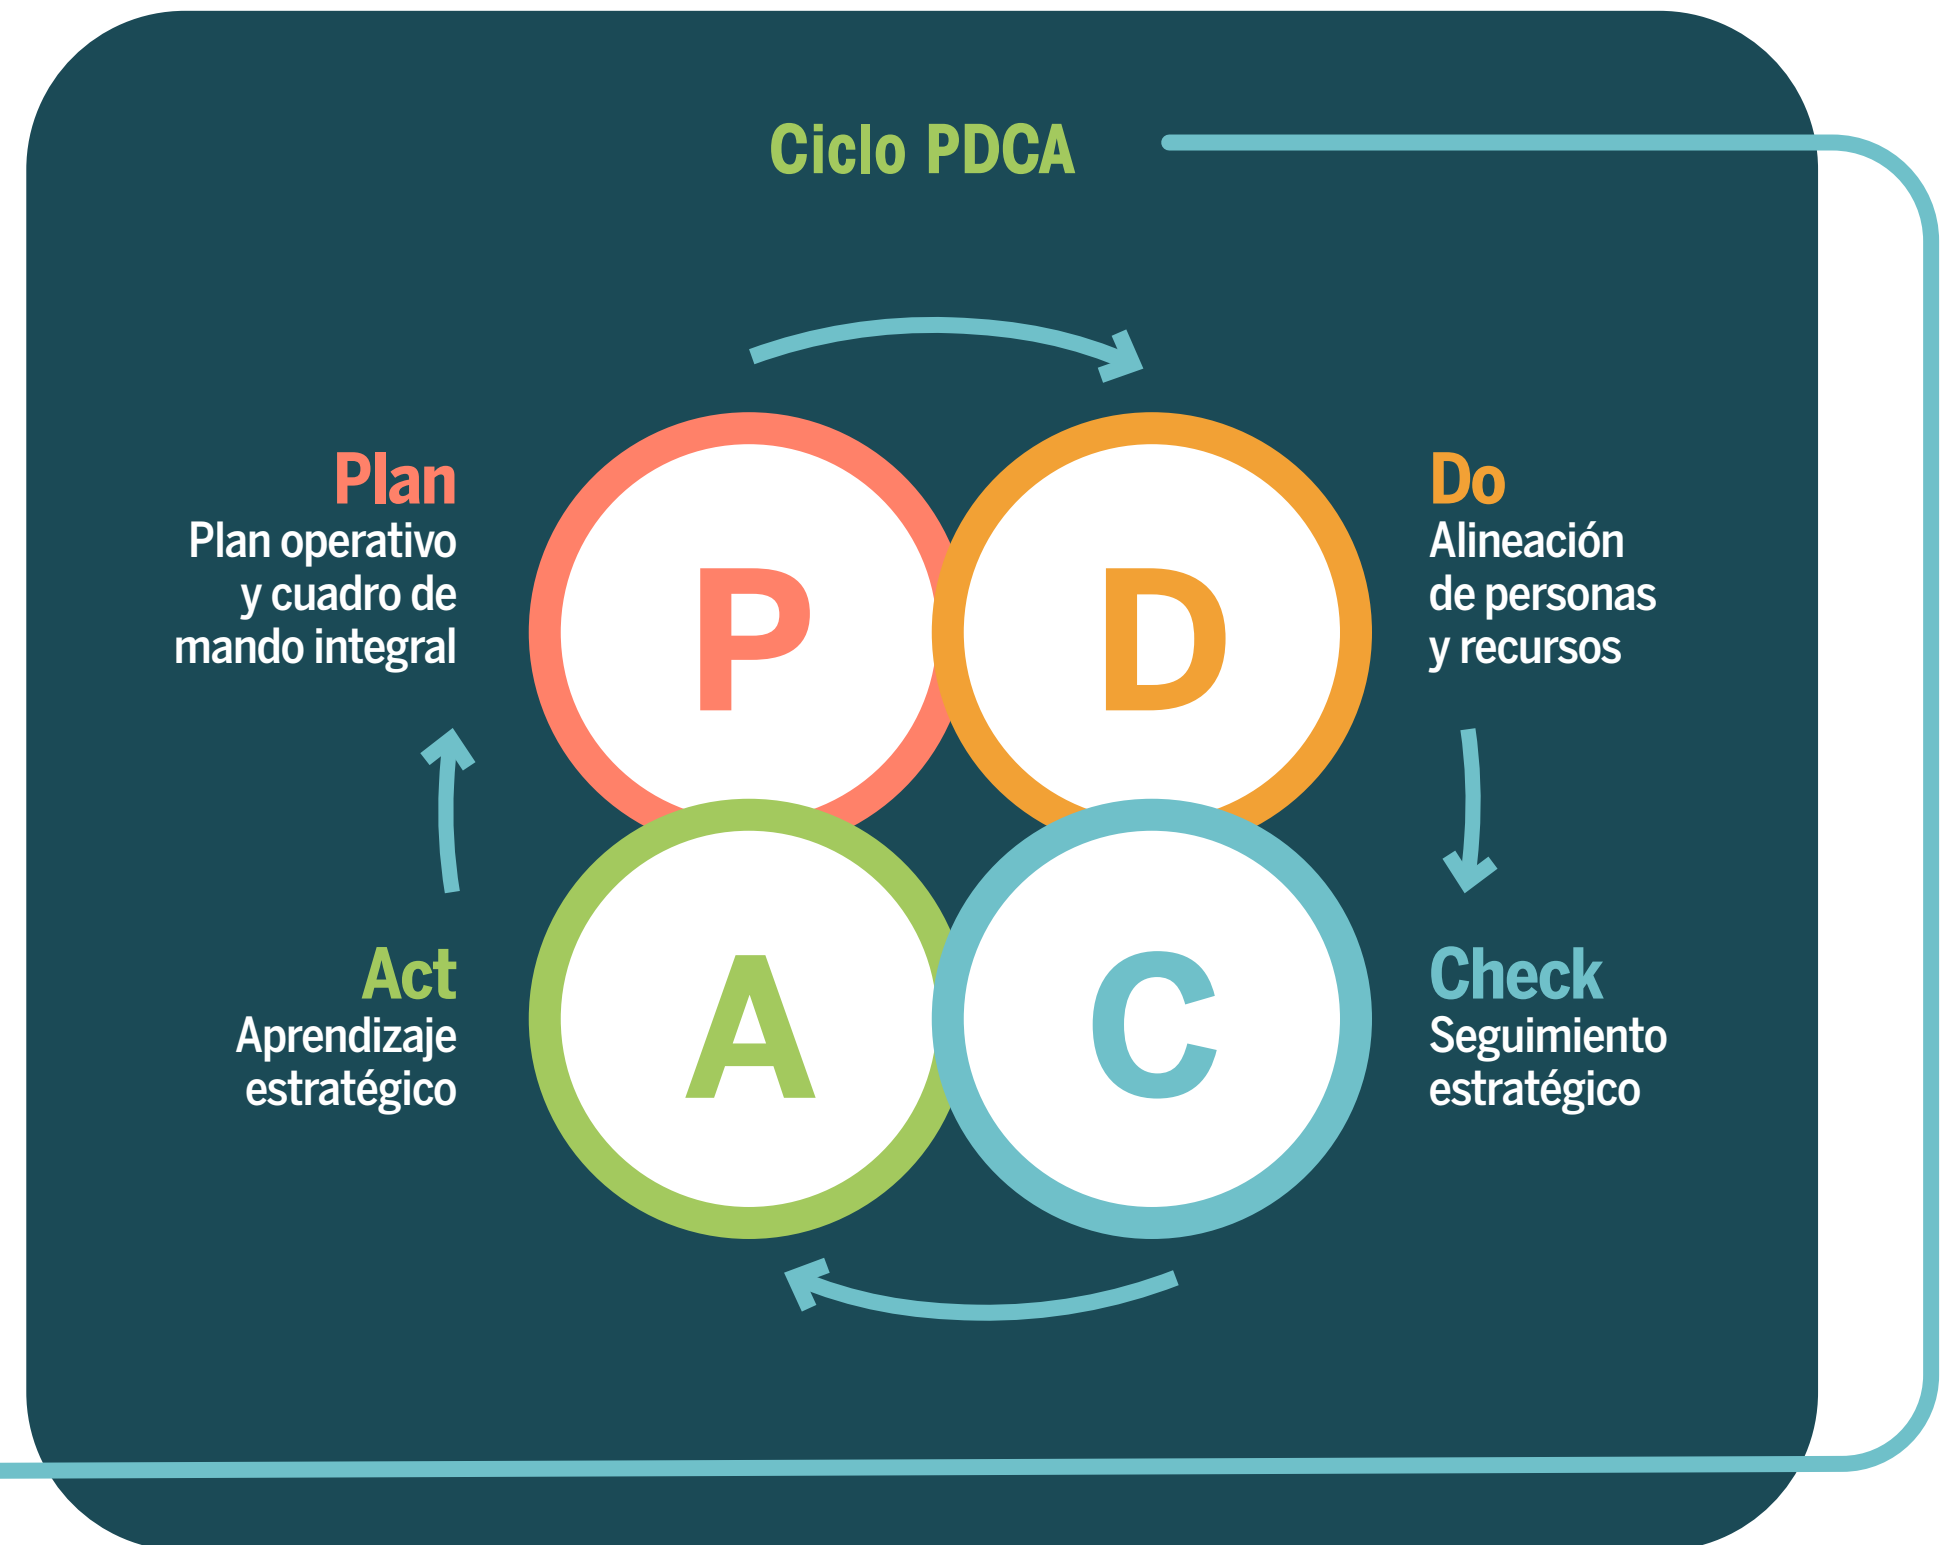 Ciclo PDCA
Plan
Plan operativo
y cuadro de
mando integral
P
D
Do
Alineación
de personas
y recursos
Act
Aprendizaje
estratégico
A
C
Check
Seguimiento
estratégico